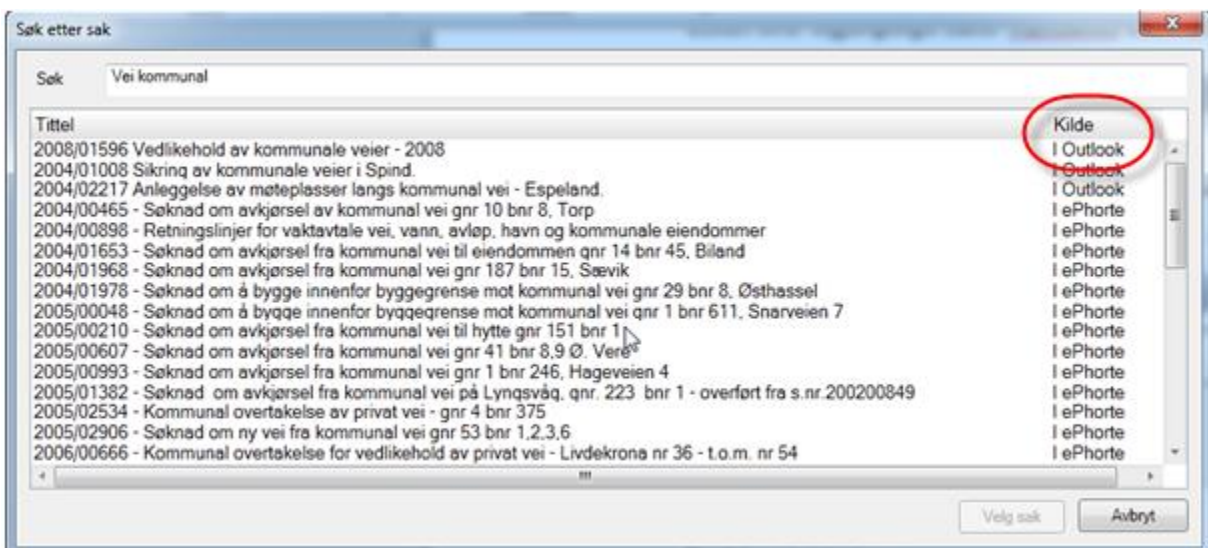 Søk etter sak
Søk Vei kommunal
Tittel Kilde
2008/01596 Vedlikehold av kommunale veier - 2008 I Outlook
2004/01008 Sikring av kommunale veier i Spind. I Outlook
2004/02217 Anleggelse av møteplasser langs kommunal vei - Espeland. I Outlook
2004/00465 - Søknad om avkjørsel av kommunal vei gnr 10 bnr 8, Torp I ePhorte
2004/00898 - Retningslinjer for vaktavtale vei, vann, avløp, havn og kommunale eiendommer I ePhorte
2004/01653 - Søknad om avkjørsel fra kommunal vei til eiendommen gnr 14 bnr 45, Biland I ePhorte
2004/01968 - Søknad om avkjørsel fra kommunal vei gnr 187 bnr 15, Sævik I ePhorte
2004/01978 - Søknad om å bygge innenfor byggegrense mot kommunal vei gnr 29 bnr 8, Østhassel I ePhorte
2005/00048 - Søknad om å bygge innenfor byggegrense mot kommunal vei gnr 1 bnr 611, Snarveien 7 I ePhorte
2005/00210 - Søknad om avkjørsel fra kommunal vei til hytte gnr 151 bnr 1 I ePhorte
2005/00607 - Søknad om avkjørsel fra kommunal vei gnr 41 bnr 8,9 Ø. Vere I ePhorte
2005/00993 - Søknad om avkjørsel fra kommunal vei gnr 1 bnr 246, Hageveien 4 I ePhorte
2005/01382 - Søknad  om avkjørsel fra kommunal vei på Lyngsvåg, gnr. 223  bnr 1 - overført fra s.nr.200200849 I ePhorte
2005/02534 - Kommunal overtakelse av privat vei - gnr 4 bnr 375 I ePhorte
2005/02906 - Søknad om ny vei fra kommunal vei gnr 53 bnr 1,2,3,6 I ePhorte
2006/00666 - Kommunal overtakelse for vedlikehold av privat vei - Livdekrona nr 36 - t.o.m. nr 54 I ePhorte
Velg sak Avbryt